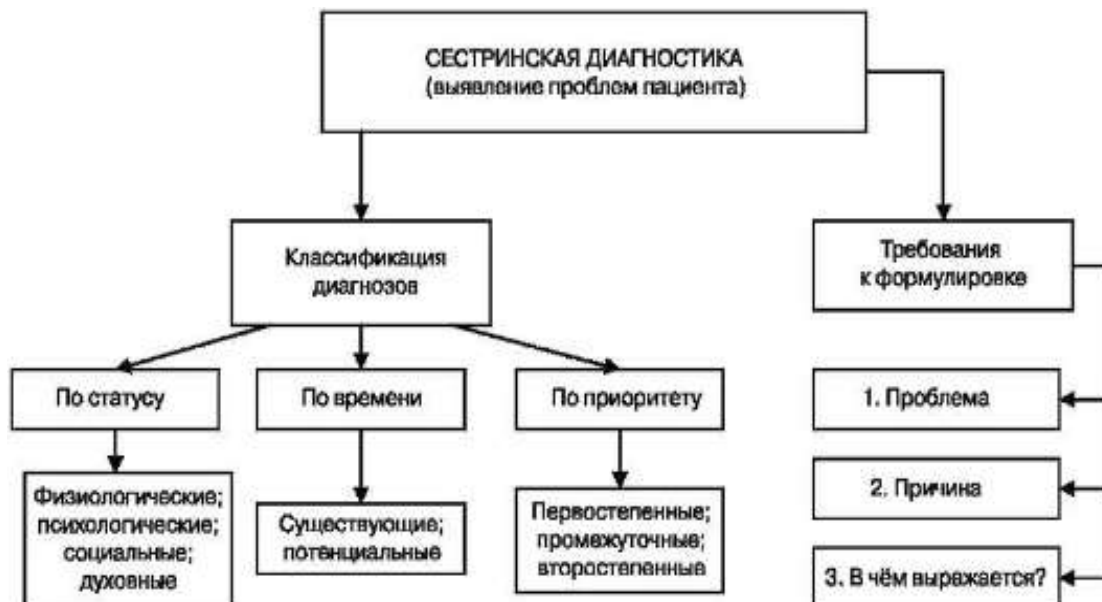 СЕСТРИНСКАЯ ДИАГНОСТИКА
(выявление проблем пациента)
Классификация
диагнозов
Требования
к формулировке
По статусу
По времени
По приоритету
1. Проблема
Физиологические;
психологические;
социальные;
духовные
Существующие;
потенциальные
Первостепенные;
промежуточные;
второстепенные
2. Причина
3. В чём выражается?